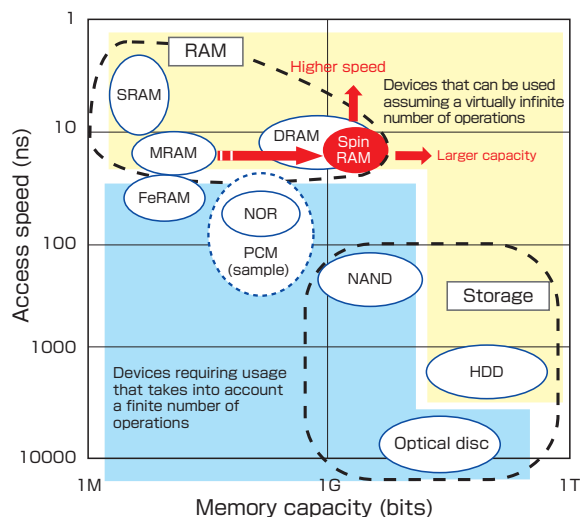 1
10
100
1000
10000
Access speed (ns)
RAM
Higher speed
Devices that can be used
assuming a virtually infinite
number of operations
SRAM
DRAM
Spin
RAM
MRAM
Larger capacity
FeRAM
NOR
PCM
(sample)
NAND
Storage
Devices requiring usage
that takes into account
a finite number of
operations
HDD
Optical disc
1M
1G
1T
Memory capacity (bits)